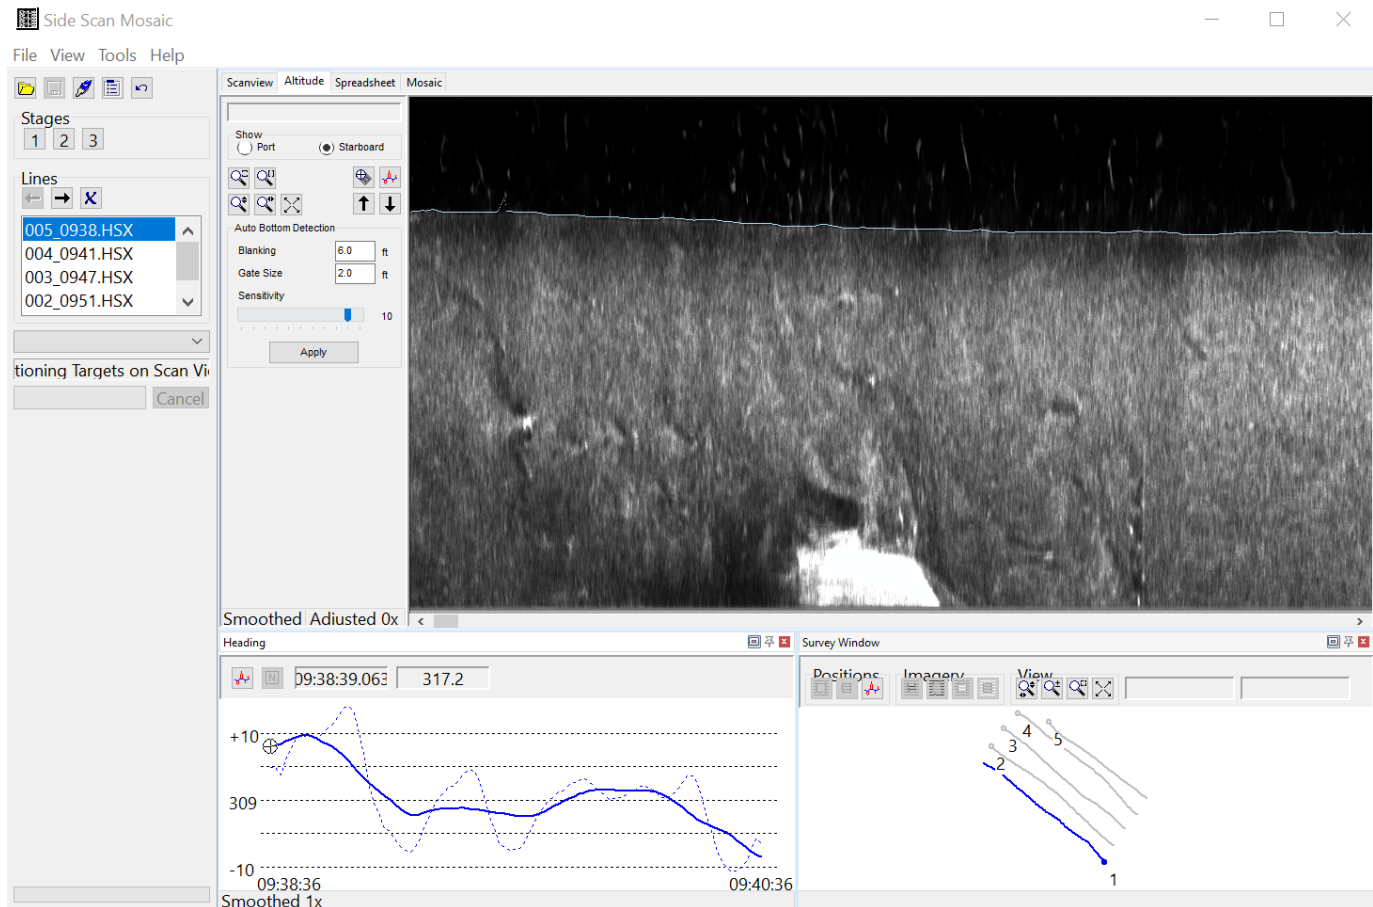 Side Scan Mosaic
File View Tools Help
Stages
1 2 3
Lines
005_0938.HSX
004_0941.HSX
003_0947.HSX
002_0951.HSX
tioning Targets on Scan Vi
Cancel
Scanview Altitude Spreadsheet Mosaic
Show
Port Starboard
Auto Bottom Detection
Blanking 6.0 ft
Gate Size 2.0 ft
Sensitivity
10
Apply
Smoothed Adjusted 0x
Heading
N 09:38:39.063 317.2
+10
309
-10
09:38:36 09:40:36
Smoothed 1x
Survey Window
Positions Imagery View
4
5
3
2
1